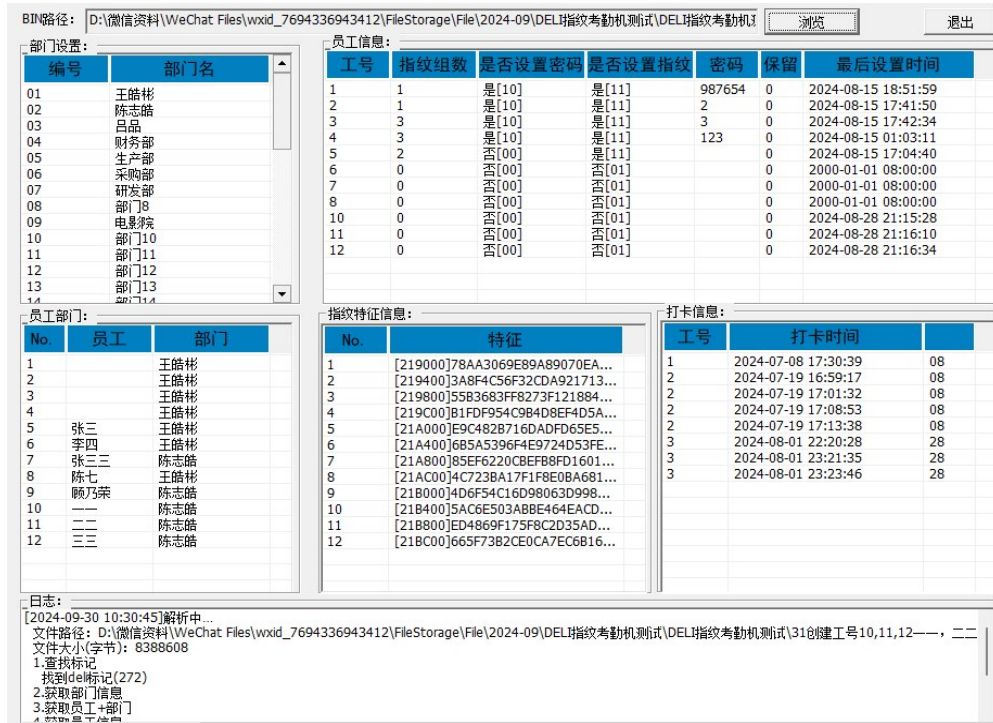 BIN路径： D:\微信资料\WeChat Files\wxid_7694336943412\FileStorage\File\2024-09\DELI指纹考勤机测试\DELI指纹考勤机 浏览 退出
部门设置：
编号 部门名
01 王皓彬
02 陈志皓
03 吕品
04 财务部
05 生产部
06 采购部
07 研发部
08 部门8
09 电影院
10 部门10
11 部门11
12 部门12
13 部门13
14 部门14
员工信息：
工号 指纹组数 是否设置密码 是否设置指纹 密码 保留 最后设置时间
1 1 是[10] 是[11] 987654 0 2024-08-15 18:51:59
2 1 是[10] 是[11] 2 0 2024-08-15 17:41:50
3 3 是[10] 是[11] 3 0 2024-08-15 17:42:34
4 3 是[10] 是[11] 123 0 2024-08-15 01:03:11
5 2 否[00] 是[11] 0 2024-08-15 17:04:40
6 0 否[00] 否[01] 0 2000-01-01 08:00:00
7 0 否[00] 否[01] 0 2000-01-01 08:00:00
8 0 否[00] 否[01] 0 2000-01-01 08:00:00
10 0 否[00] 否[01] 0 2024-08-28 21:15:28
11 0 否[00] 否[01] 0 2024-08-28 21:16:10
12 0 否[00] 否[01] 0 2024-08-28 21:16:34
员工部门：
No. 员工 部门
1 王皓彬
2 王皓彬
3 王皓彬
4 王皓彬
5 张三 王皓彬
6 李四 王皓彬
7 张三三 陈志皓
8 陈七 王皓彬
9 顾乃荣 陈志皓
10 一一 陈志皓
11 二二 陈志皓
12 三三 陈志皓
指纹特征信息：
No. 特征
1 [219000]78AA3069E89A89070EA...
2 [219400]3A8F4C56F32CDA921713...
3 [219800]55B3683FF8273F121884...
4 [219C00]B1FDF954C9B4D8EF4D5A...
5 [21A000]E9C482B716DADFD65E5...
6 [21A400]6B5A5396F4E9724D53FE...
7 [21A800]85EF6220CBEFB8FD1601...
8 [21AC00]4C723BA17F1F8E0BA681...
9 [21B000]4D6F54C16D98063D998...
10 [21B400]5AC6E503ABBE464EACD...
11 [21B800]ED4869F175F8C2D35AD...
12 [21BC00]665F73B2CE0CA7EC6B16...
打卡信息：
工号 打卡时间
1 2024-07-08 17:30:39 08
2 2024-07-19 16:59:17 08
2 2024-07-19 17:01:32 08
2 2024-07-19 17:08:53 08
2 2024-07-19 17:13:38 08
3 2024-08-01 22:20:28 28
3 2024-08-01 23:21:35 28
3 2024-08-01 23:23:46 28
日志：
[2024-09-30 10:30:45]解析中...
文件路径：D:\微信资料\WeChat Files\wxid_7694336943412\FileStorage\File\2024-09\DELI指纹考勤机测试\DELI指纹考勤机测试\31创建工号10,11,12一一，二二
文件大小(字节)：8388608
1.查找标记
找到del标记(272)
2.获取部门信息
3.获取员工+部门
4.获取员工信息